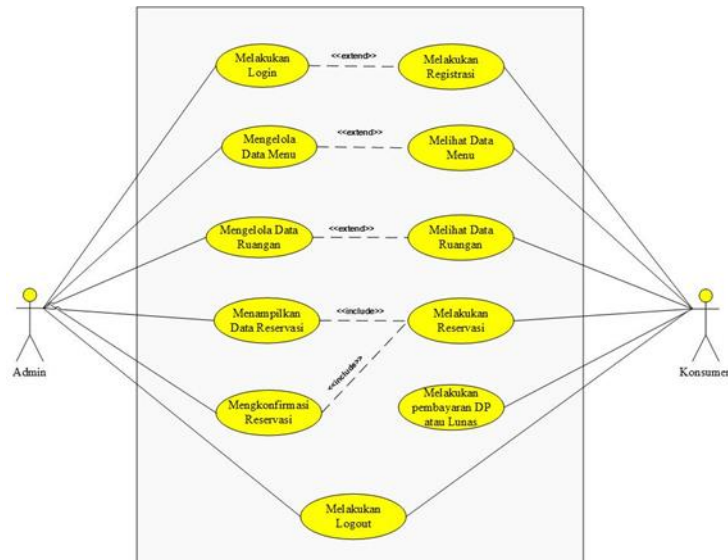 Melakukan
Login
<<extend>>
Melakukan
Registrasi
Mengelola
Data Menu
<<extend>>
Melihat Data
Menu
Mengelola Data
Ruangan
<<extend>>
Melihat Data
Ruangan
Menampilkan
Data Reservasi
<<include>>
Melakukan
Reservasi
Admin
Konsumen
<<include>>
Mengkonfirmasi
Reservasi
Melakukan
pembayaran DP
atau Lunas
Melakukan
Logout